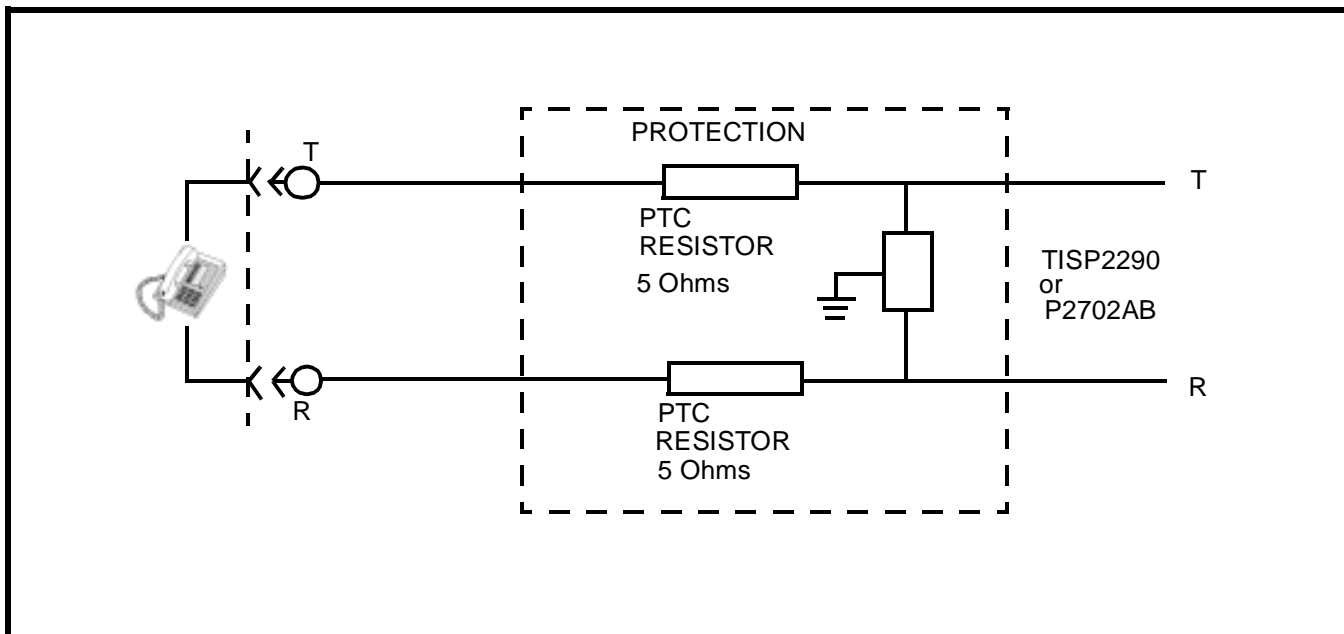 PROTECTION
T
T
PTC
RESISTOR
5 Ohms
TISP2290
or
P2702AB
R
R
PTC
RESISTOR
5 Ohms